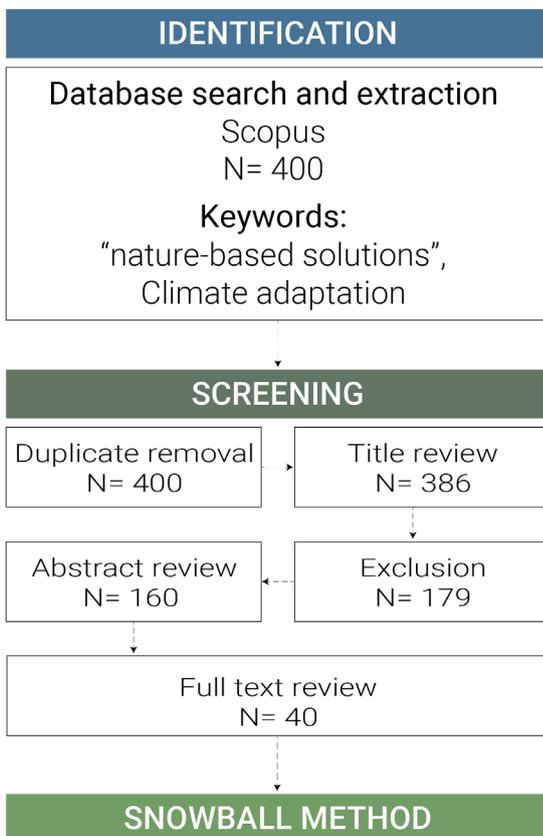 IDENTIFICATION
Database search and extraction
Scopus
N= 400
Keywords:
“nature-based solutions”,
Climate adaptation
SCREENING
Duplicate removal
N= 400
Title review
N= 386
Exclusion
N= 179
Abstract review
N= 160
Full text review
N= 40
SNOWBALL METHOD